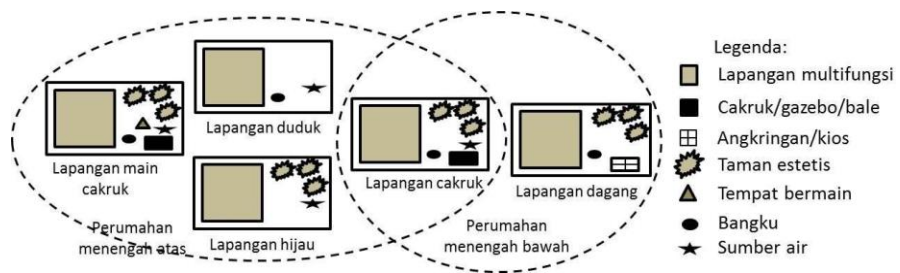 Lapangan main
cakruk
Perumahan
menengah atas
Lapangan duduk
Lapangan hijau
Lapangan cakruk
Lapangan dagang
Perumahan
menengah bawah
Legenda:
Lapangan multifungsi
Cakruk/gazebo/bale
Angkringan/kios
Taman estetis
Tempat bermain
Bangku
Sumber air